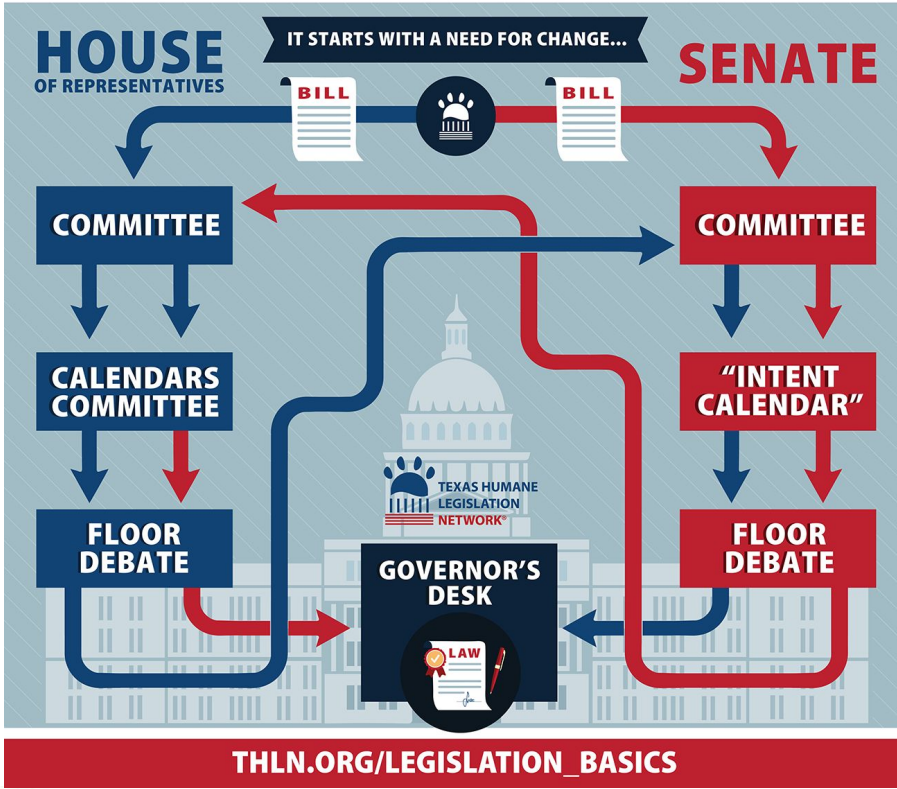 IT STARTS WITH A NEED FOR CHANGE...
HOUSE
OF REPRESENTATIVES
SENATE
BILL
BILL
COMMITTEE
COMMITTEE
CALENDARS
COMMITTEE
“INTENT
CALENDAR”
TEXAS HUMANE
LEGISLATION
NETWORK®
FLOOR
DEBATE
FLOOR
DEBATE
GOVERNOR’S
DESK
LAW
THLN.ORG/LEGISLATION_BASICS